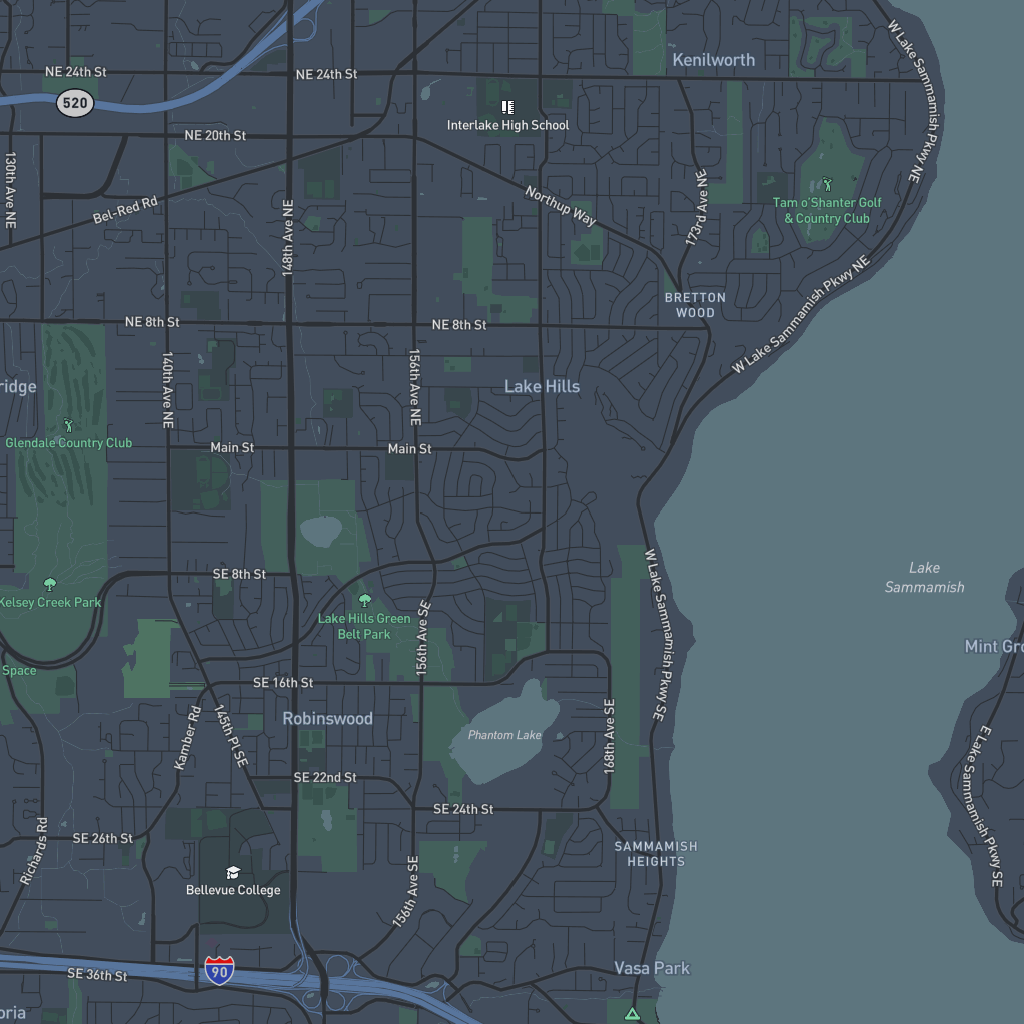 W Lake Sammamish Pkwy NE
Kenilworth
NE 24th St
NE 24th St
520
Interlake High School
NE 20th St
130th Ave NE
Northup Way
173rd Ave NE
Tam o'Shanter Golf
& Country Club
Bel-Red Rd
148th Ave NE
W Lake Sammamish Pkwy NE
BRETTON
WOOD
NE 8th St
NE 8th St
140th Ave NE
156th Ave NE
ridge
Lake Hills
Glendale Country Club
Main St
Main St
SE 8th St
Lake
Sammamish
Kelsey Creek Park
Lake Hills Green
Belt Park
156th Ave SE
W Lake Sammamish Pkwy SE
Mint Gro
Space
SE 16th St
Robinswood
Kamber Rd
145th Pl SE
Phantom Lake
168th Ave SE
E Lake Sammamish Pkwy SE
SE 22nd St
SE 24th St
SE 26th St
Richards Rd
SAMMAMISH
HEIGHTS
Bellevue College
156th Ave SE
SE 36th St
90
Vasa Park
oria